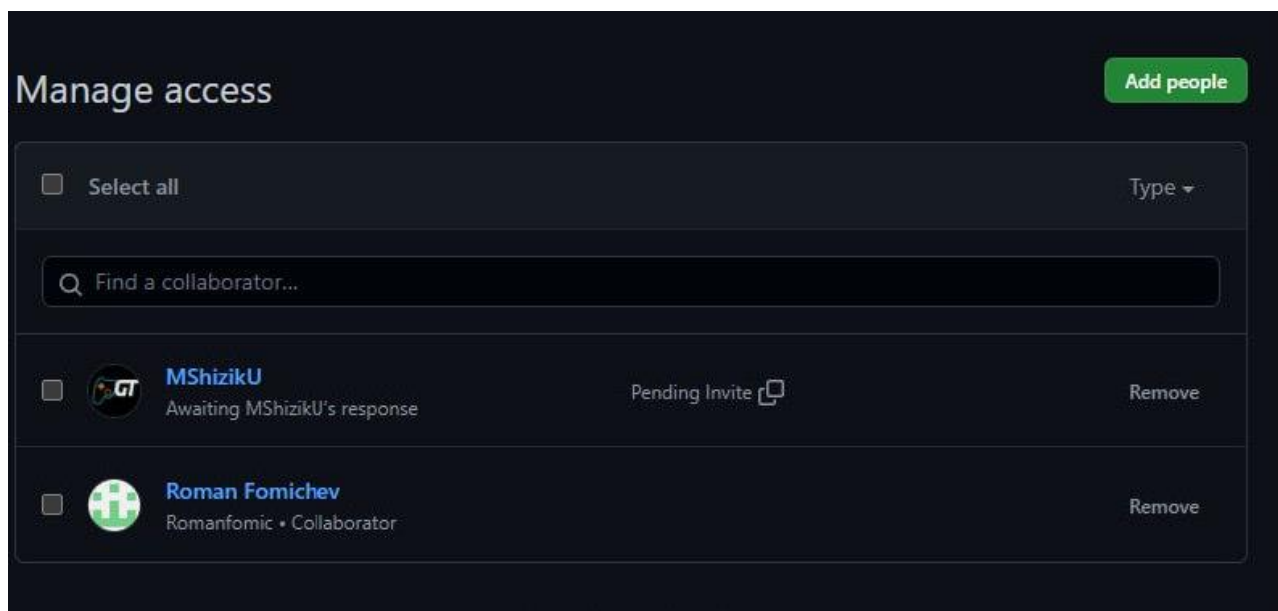 Manage access
Add people
Select all
Type
Find a collaborator...
GT
MShizikU
Awaiting MShizikU's response
Pending Invite
Remove
Roman Fomichev
Romanfomic • Collaborator
Remove